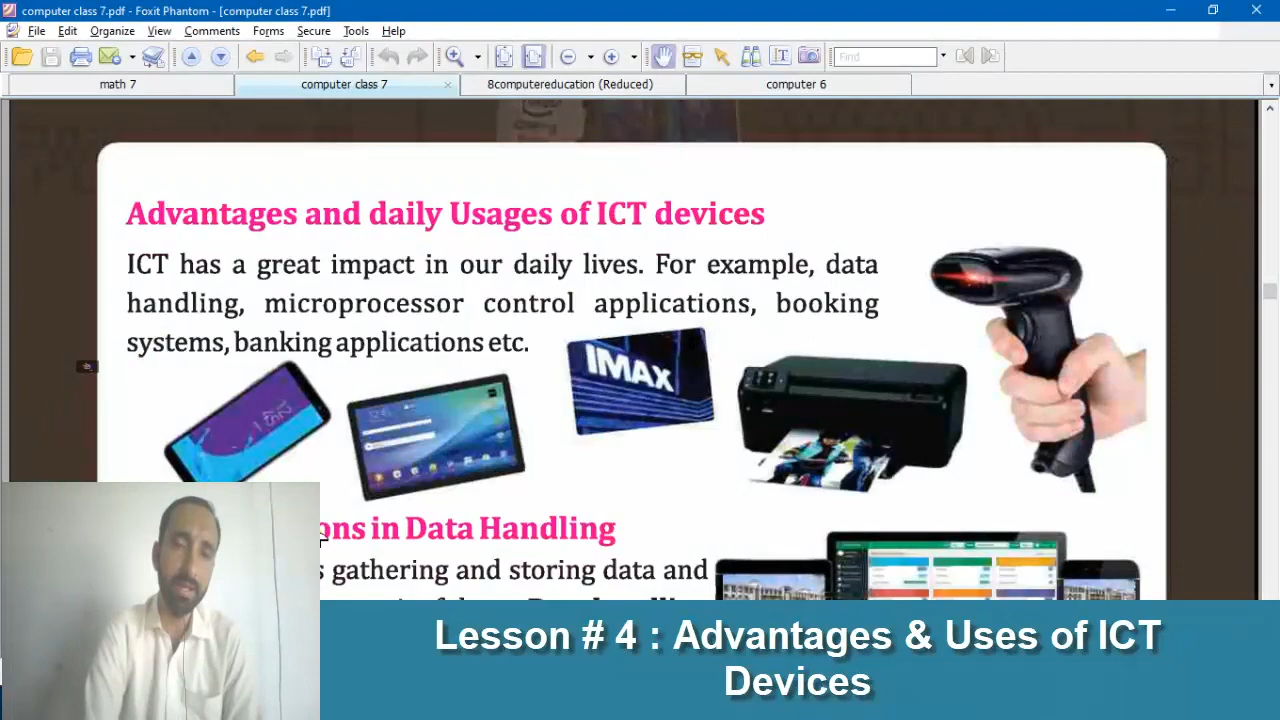 computer class 7.pdf - Foxit Phantom - [computer class 7.pdf]
File Edit Organize View Comments Forms Secure Tools Help
Find
math 7 computer class 7 8computereducation (Reduced) computer 6
Advantages and daily Usages of ICT devices
ICT has a great impact in our daily lives. For example, data
handling, microprocessor control applications, booking
systems, banking applications etc.
IMAX
ons in Data Handling
s gathering and storing data and
Lesson # 4 : Advantages & Uses of ICT
Devices